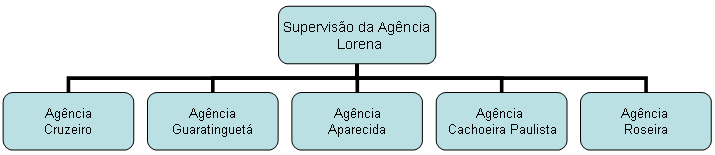 Supervisão da Agência
Lorena
Agência
Cruzeiro
Agência
Guaratinguetá
Agência
Aparecida
Agência
Cachoeira Paulista
Agência
Roseira